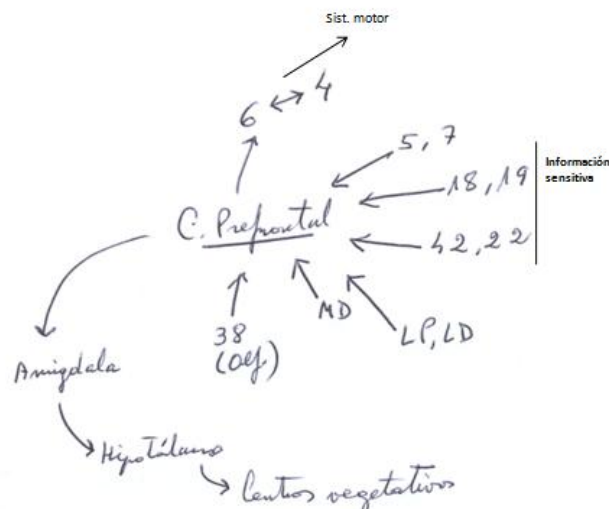 Sist. motor
6 ↔ 4
5, 7
18, 19
Información
sensitiva
C. Prefrontal
42, 22
MD
LP, LD
38
(Olf.)
Amígdala
Hipotálamo
Centros vegetativos